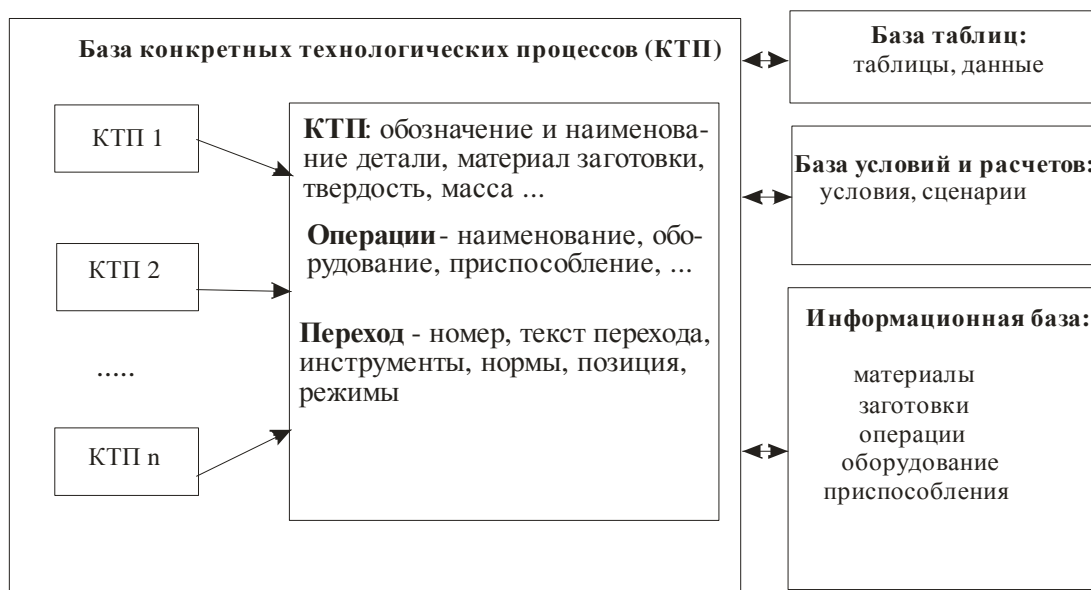 База конкретных технологических процессов (КТП)
КТП 1
КТП 2
.....
КТП n
КТП: обозначение и наименова-
ние детали, материал заготовки,
твердость, масса ...
Операции - наименование, обо-
рудование, приспособление, ...
Переход - номер, текст перехода,
инструменты, нормы, позиция,
режимы
База таблиц:
таблицы, данные
База условий и расчетов:
условия, сценарии
Информационная база:
материалы
заготовки
операции
оборудование
приспособления